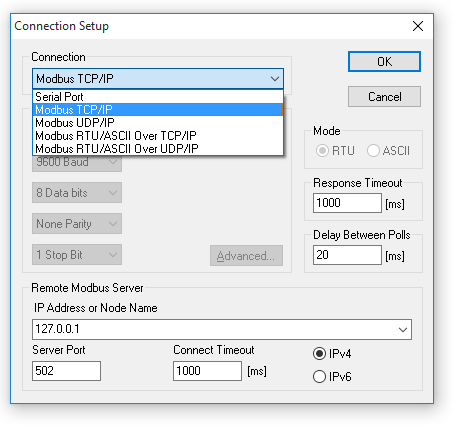 Connection Setup
Connection
OK
Modbus TCP/IP
Serial Port
Cancel
Modbus TCP/IP
Modbus UDP/IP
Modbus RTU/ASCII Over TCP/IP
Modbus RTU/ASCII Over UDP/IP
Mode
RTU ASCII
9600 Baud
8 Data bits
Response Timeout
1000 [ms]
None Parity
Delay Between Polls
1 Stop Bit
Advanced...
20 [ms]
Remote Modbus Server
IP Address or Node Name
127.0.0.1
Server Port
Connect Timeout
IPv4
502
1000 [ms]
IPv6